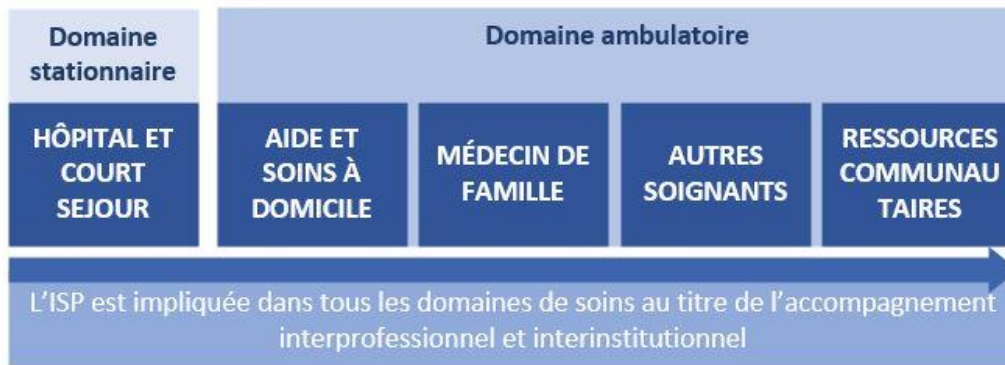 Domaine
stationnaire
Domaine ambulatoire
HÔPITAL ET
COURT
SEJOUR
AIDE ET
SOINS À
DOMICILE
MÉDECIN DE
FAMILLE
AUTRES
SOIGNANTS
RESSOURCES
COMMUNAU
TAIRES
L'ISP est impliquée dans tous les domaines de soins au titre de l'accompagnement
interprofessionnel et interinstitutionnel